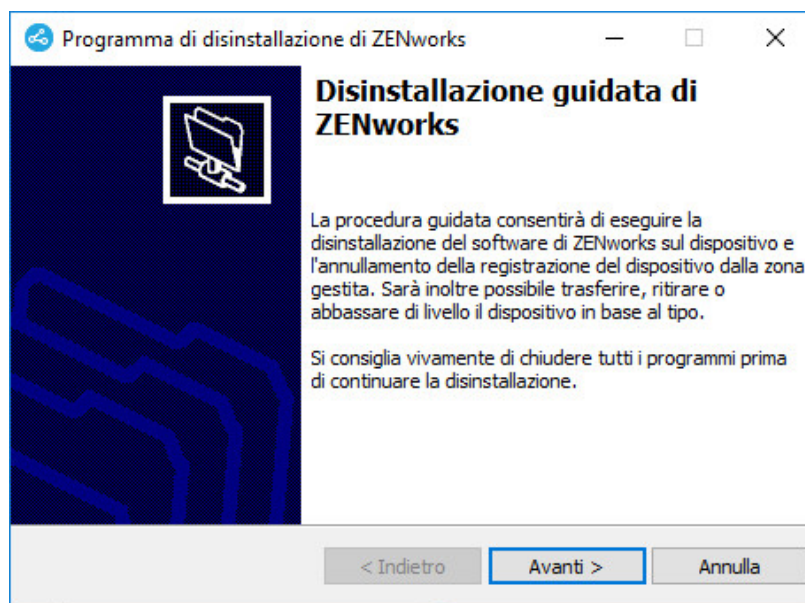 Programma di disinstallazione di ZENworks
Disinstallazione guidata di
ZENworks
La procedura guidata consentirà di eseguire la
disinstallazione del software di ZENworks sul dispositivo e
l'annullamento della registrazione del dispositivo dalla zona
gestita. Sarà inoltre possibile trasferire, ritirare o
abbassare di livello il dispositivo in base al tipo.
Si consiglia vivamente di chiudere tutti i programmi prima
di continuare la disinstallazione.
< Indietro
Avanti >
Annulla